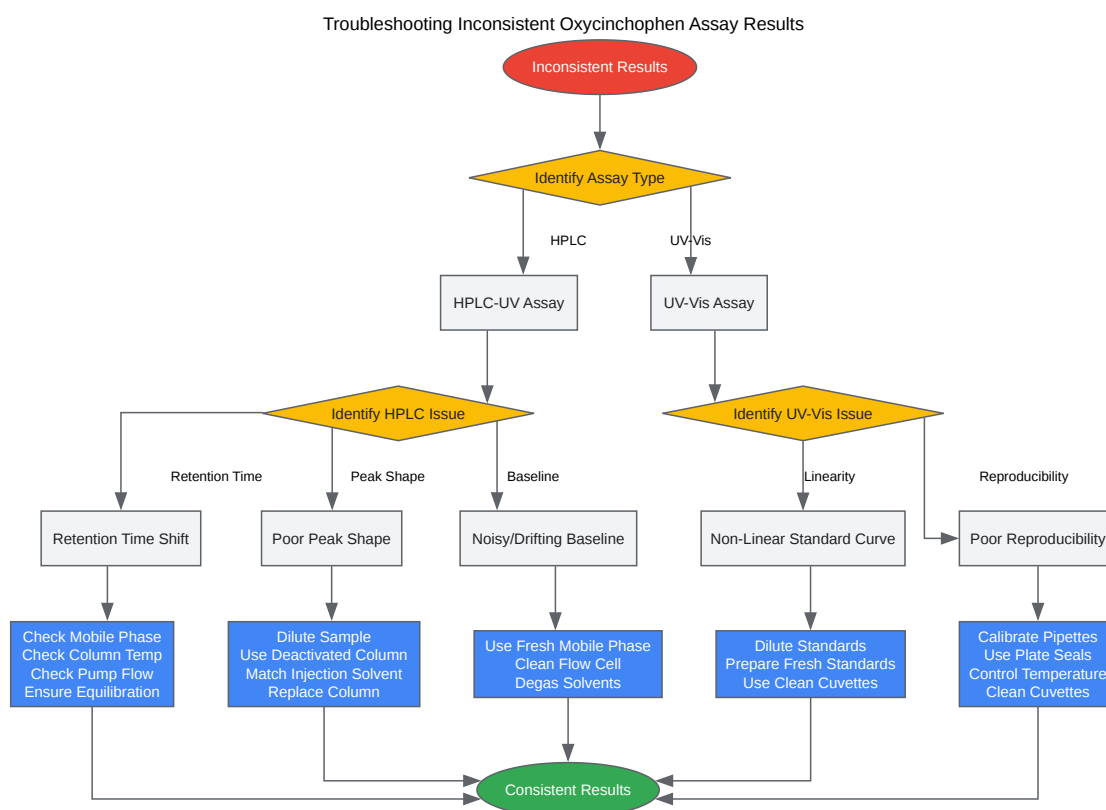 Troubleshooting Inconsistent Oxycinchophen Assay Results
Inconsistent Results
Identify Assay Type
HPLC
UV-Vis
HPLC-UV Assay
UV-Vis Assay
Identify HPLC Issue
Identify UV-Vis Issue
Retention Time
Peak Shape
Baseline
Linearity
Reproducibility
Retention Time Shift
Poor Peak Shape
Noisy/Drifting Baseline
Non-Linear Standard Curve
Poor Reproducibility
Check Mobile Phase
Check Column Temp
Check Pump Flow
Ensure Equilibration
Dilute Sample
Use Deactivated Column
Match Injection Solvent
Replace Column
Use Fresh Mobile Phase
Clean Flow Cell
Degas Solvents
Dilute Standards
Prepare Fresh Standards
Use Clean Cuvettes
Calibrate Pipettes
Use Plate Seals
Control Temperature
Clean Cuvettes
Consistent Results